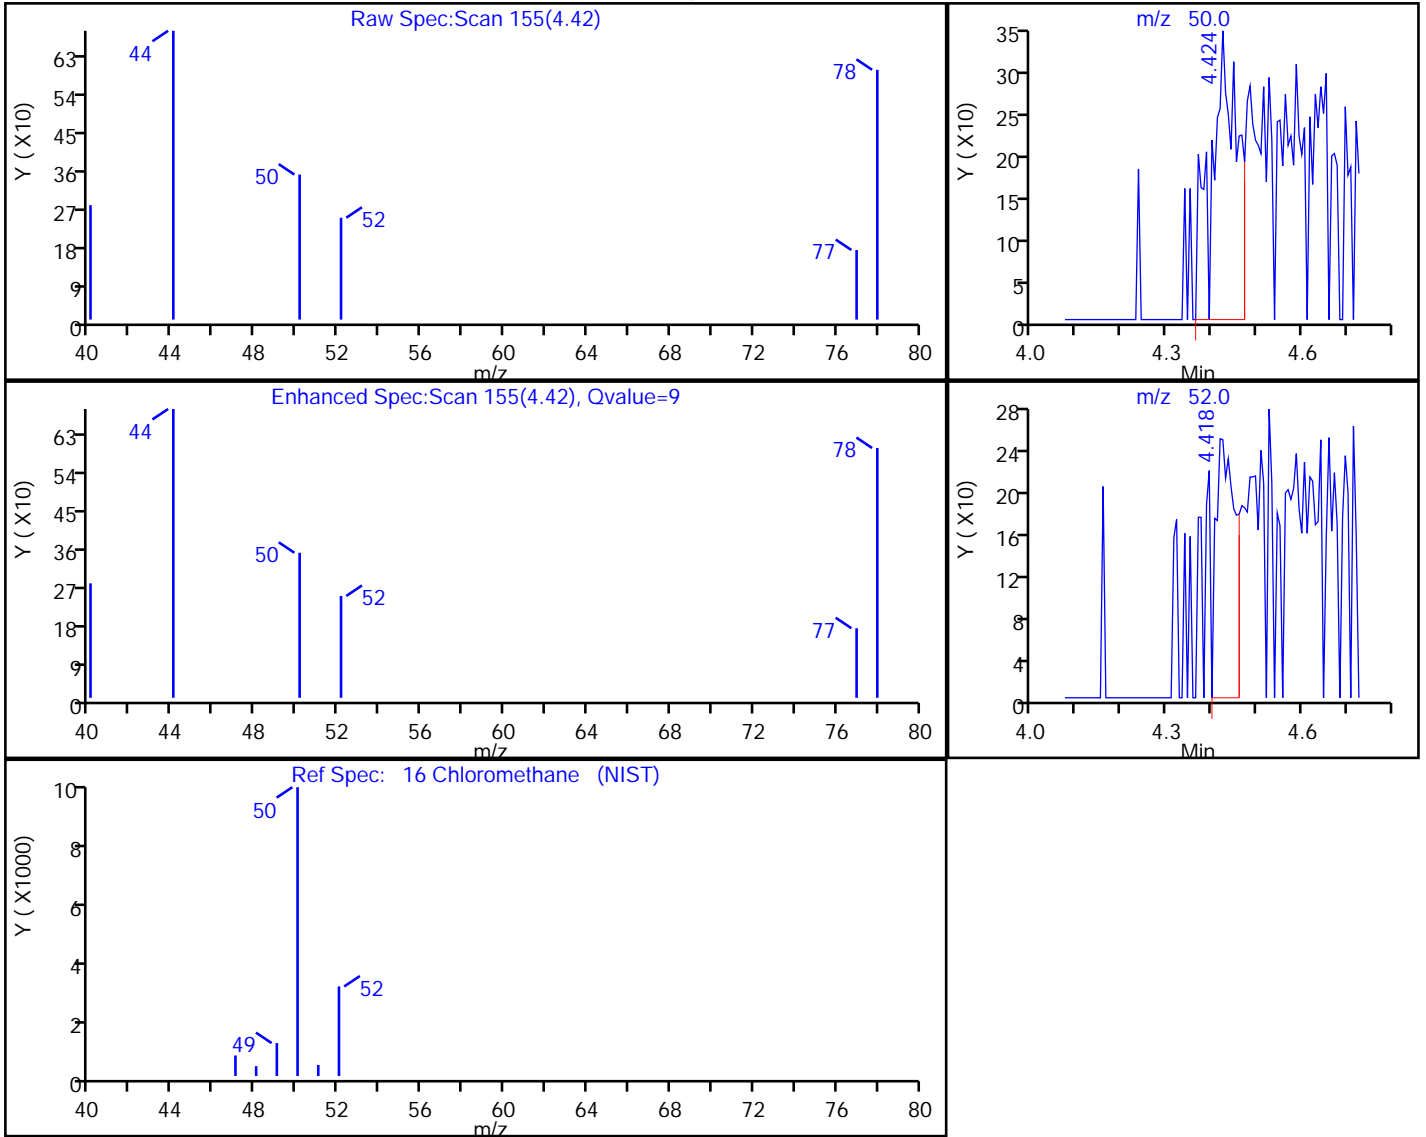 Raw Spec:Scan 155(4.42)
Y ( X10)
63
54
45
36
27
18
9
0
44
50
52
77
78
40 44 48 52 56 60 64 68 72 76 80
m/z
m/z 50.0
Y ( X10)
35
30
25
20
15
10
5
0
4.424
4.0 4.3 4.6
Min
Enhanced Spec:Scan 155(4.42), Qvalue=9
Y ( X10)
63
54
45
36
27
18
9
0
44
50
52
77
78
40 44 48 52 56 60 64 68 72 76 80
m/z
m/z 52.0
Y ( X10)
28
24
20
16
12
8
4
0
4.418
4.0 4.3 4.6
Min
Ref Spec: 16 Chloromethane (NIST)
Y ( X1000)
10
8
6
4
2
0
50
49
52
40 44 48 52 56 60 64 68 72 76 80
m/z